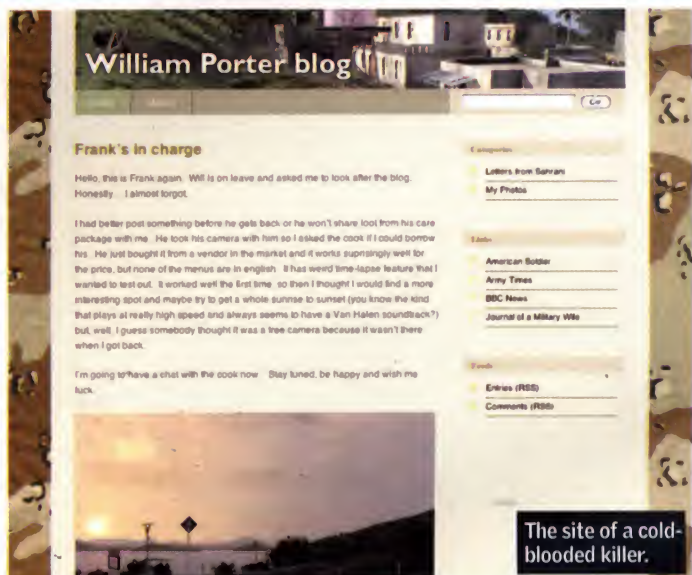 William Porter blog
Go
Frank's in charge
Hello, this is Frank again. Will is on leave and asked me to look after the blog.
Honestly... I almost forgot.
I had better post something before he gets back or he won't share loot from his care
package with me. He took his camera with him so I asked the cook if I could borrow
his. He just bought it from a vendor in the market and it works suprisingly well for
the price, but none of the menus are in english. It has weird time-lapse feature that I
wanted to test out. It worked well the first time, so then I thought I would find a more
interesting spot and maybe try to get a whole sunrise to sunset (you know the kind
that plays at really high speed and always seems to have a Van Halen soundtrack?)
but, well, I guess somebody thought it was a free camera because it wasn't there
when I got back.
I'm going to have a chat with the cook now. Stay tuned, be happy and wish me
luck.
Categories
Letters from Sahrani
My Photos
Links
American Soldier
Army Times
BBC News
Journal of a Military Wife
Feeds
Entries (RSS)
Comments (RSS)
The site of a cold-
blooded killer.